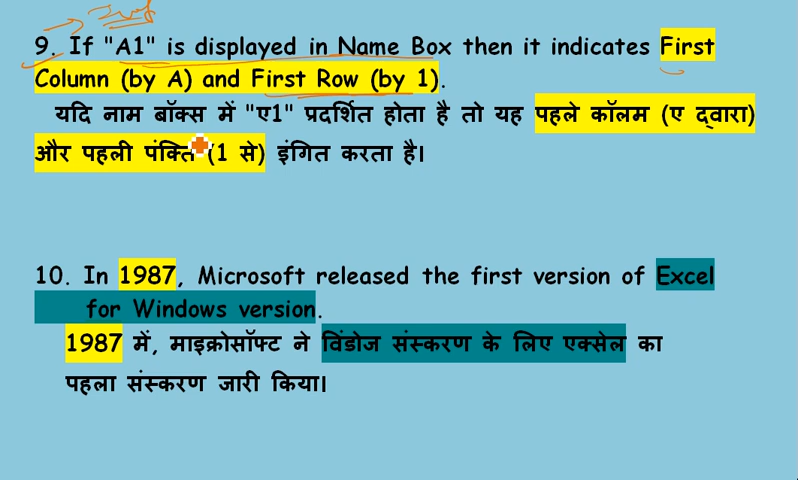 9. If "A1" is displayed in Name Box then it indicates First
Column (by A) and First Row (by 1).
यदि नाम बॉक्स में "ए1" प्रदर्शित होता है तो यह पहले कॉलम (ए द्वारा)
और पहली पंक्ति (1 से) इंगित करता है।
10. In 1987, Microsoft released the first version of Excel
for Windows version.
1987 में, माइक्रोसॉफ्ट ने विंडोज संस्करण के लिए एक्सेल का
पहला संस्करण जारी किया।